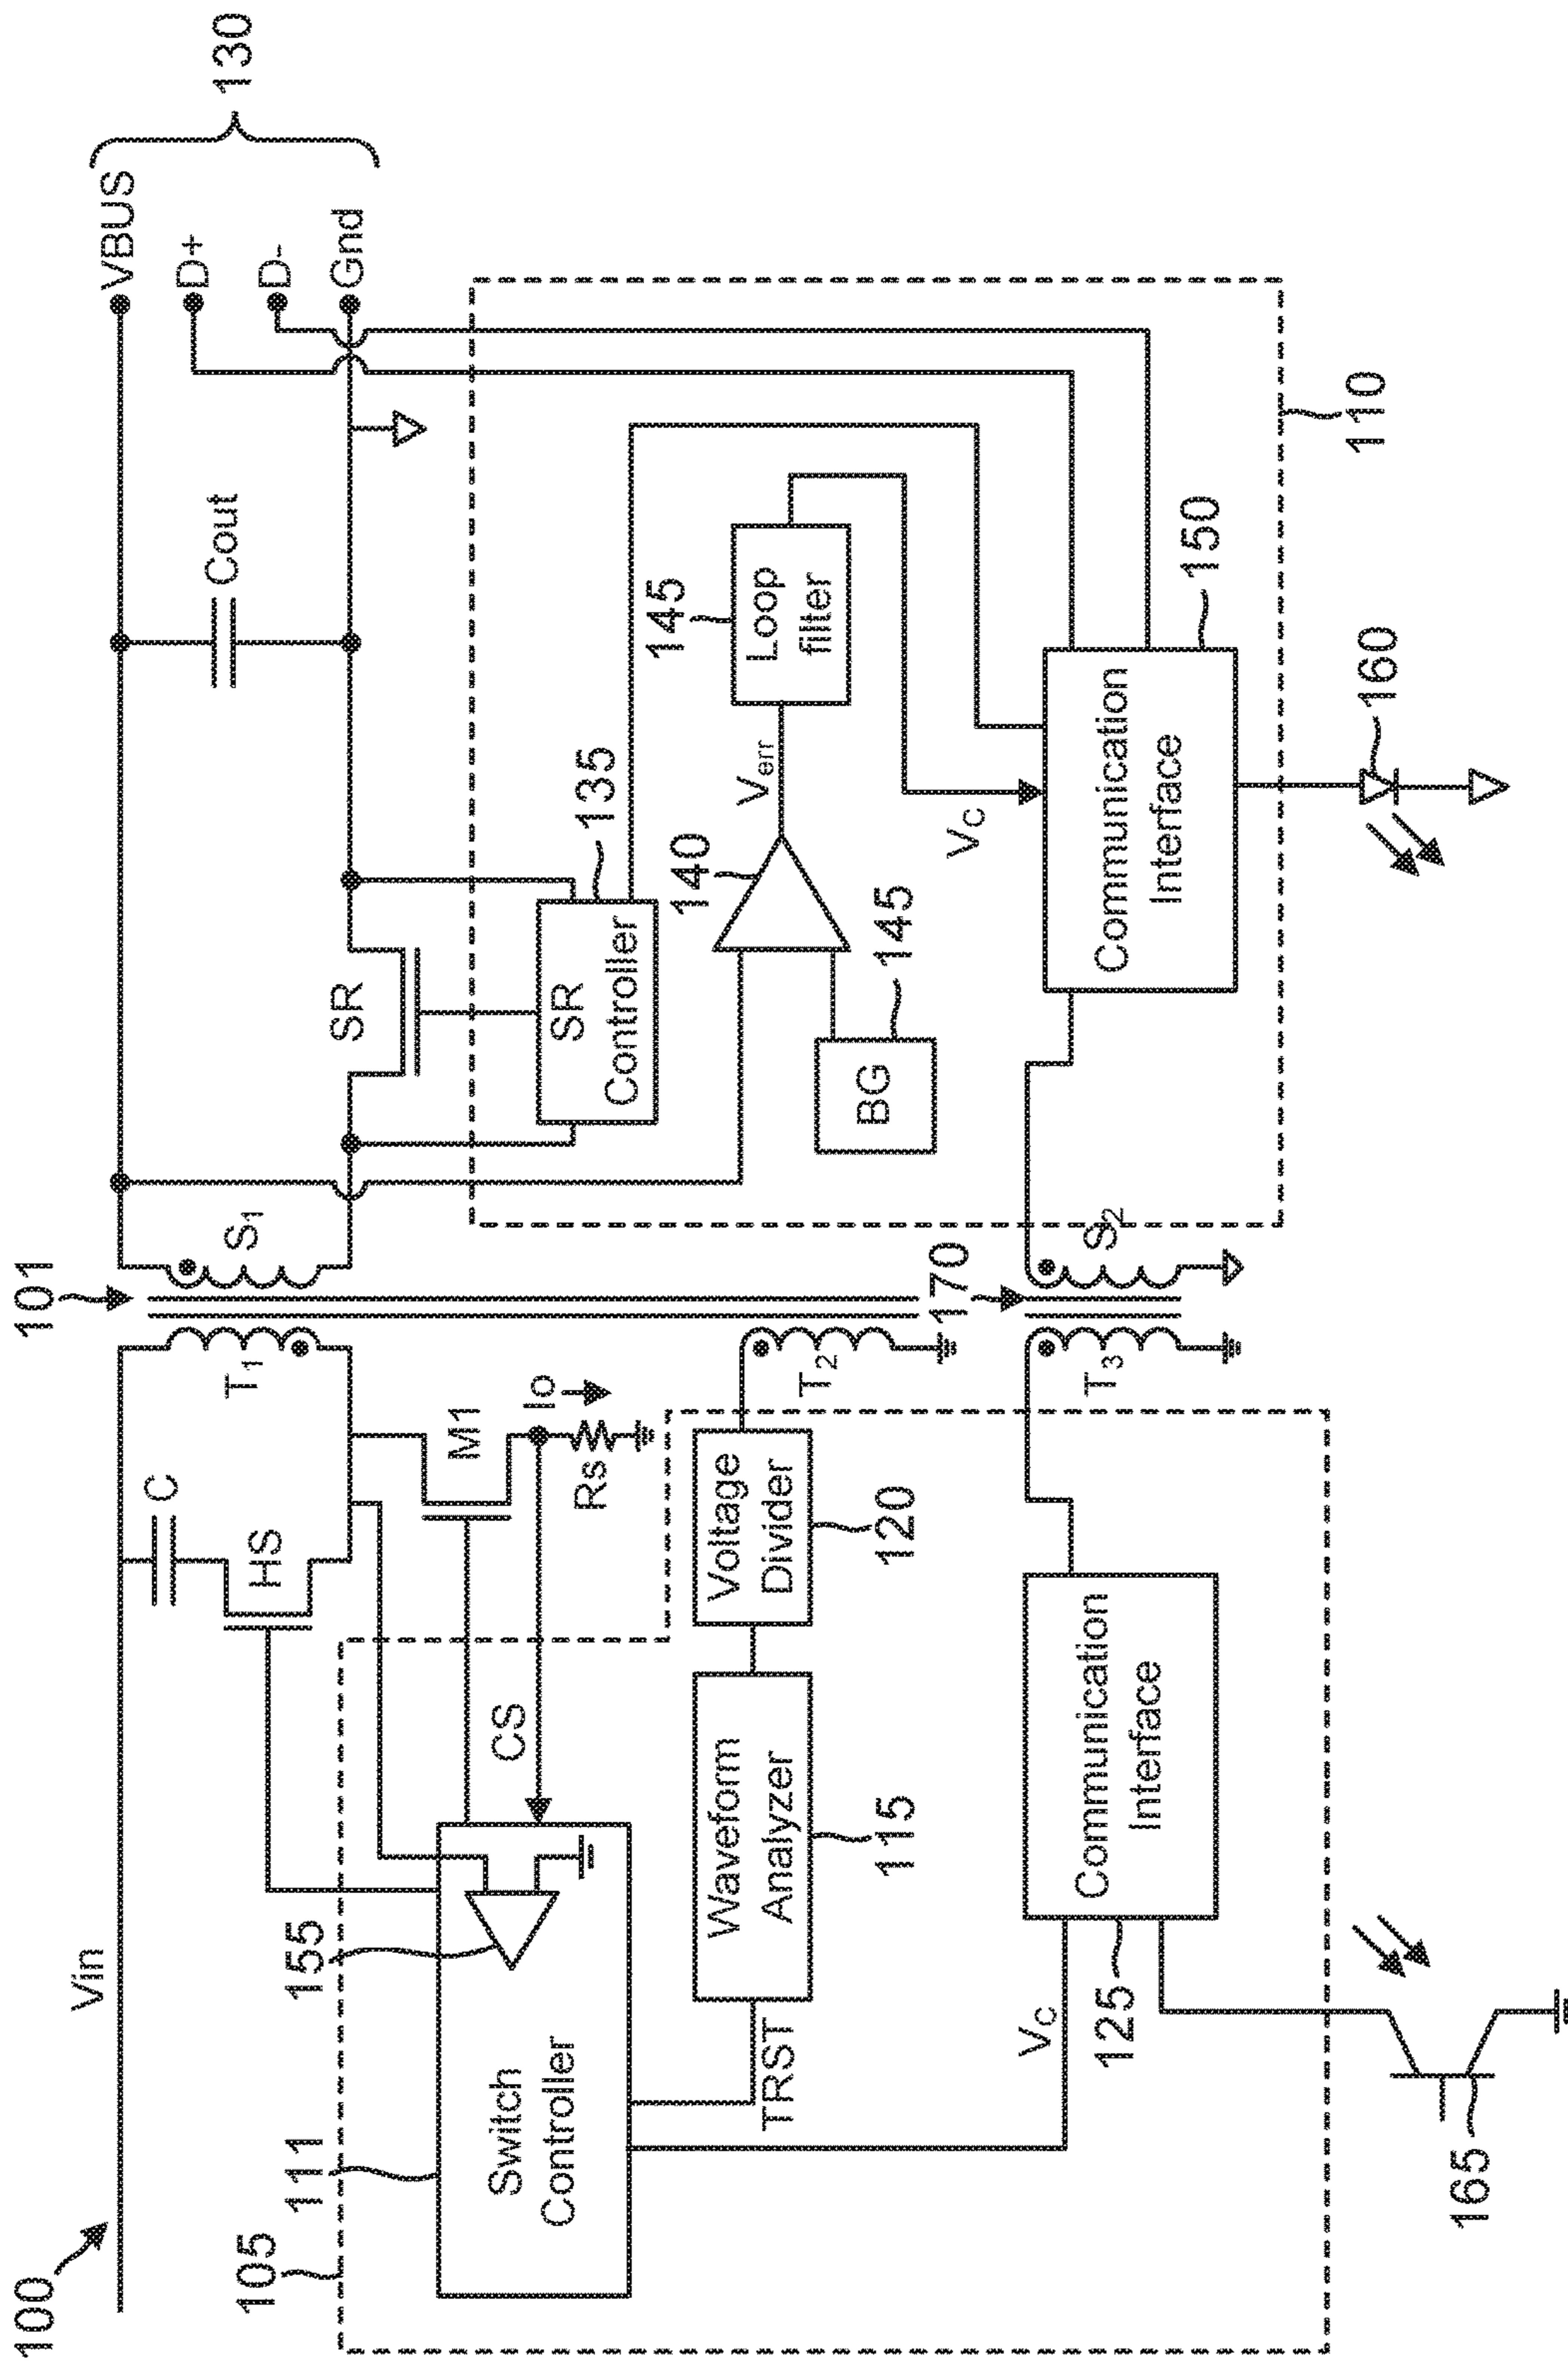 100
Vin
101
VBUS
130
C
T1
S1
Cout
D+
D-
Gnd
HS
SR
105
111
155
M1
Io
Rs
CS
Switch
Controller
SR
Controller
135
140
Verr
145
Loop
filter
Voltage
Divider
120
Waveform
Analyzer
115
TRST
T2
BG
145
VC
170
VC
125
Communication
Interface
T3
S2
Communication
Interface
150
110
160
165